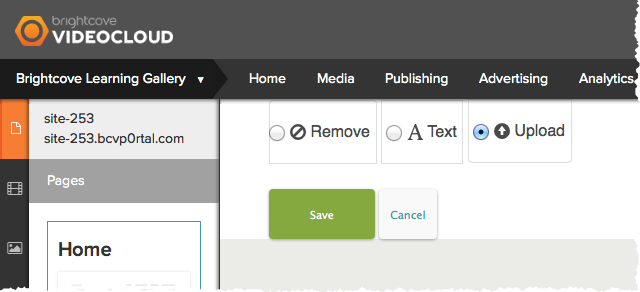 brightcove
VIDEOCLOUD
Brightcove Learning Gallery ▼ Home Media Publishing Advertising Analytics
site-253
site-253.bcvp0rtal.com
Remove A Text Upload
Pages
Save Cancel
Home